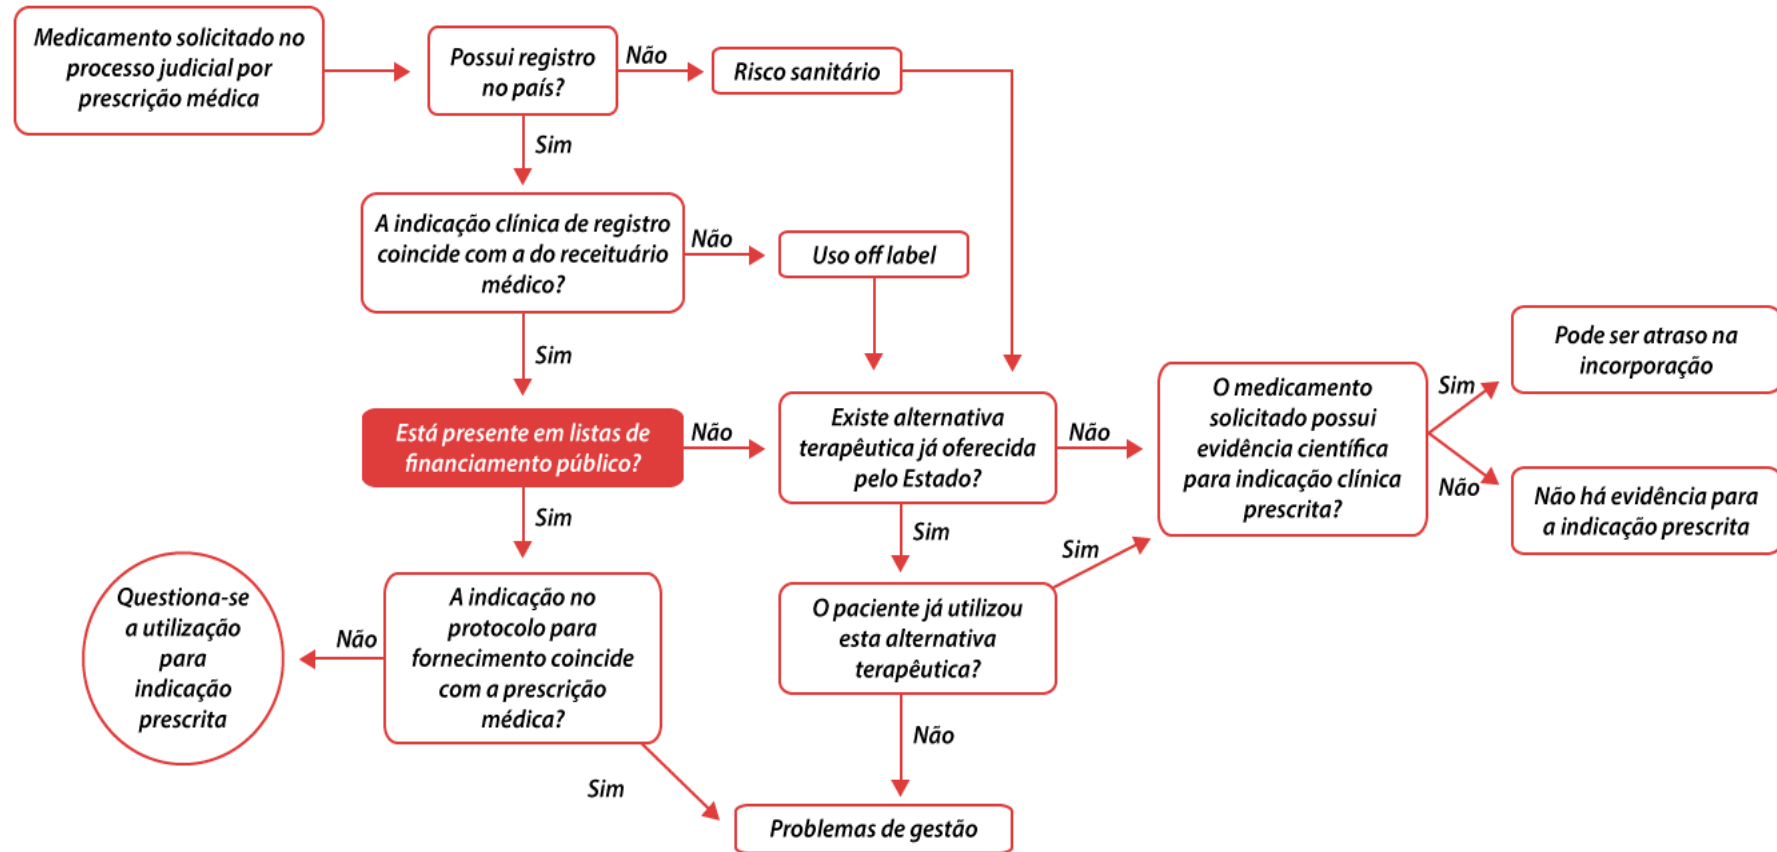 Medicamento solicitado no
processo judicial por
prescrição médica
Possui registro
no país?
Não
Risco sanitário
Sim
A indicação clínica de registro
coincide com a do receituário
médico?
Não
Uso off label
Sim
Está presente em listas de
financiamento público?
Não
Existe alternativa
terapêutica já oferecida
pelo Estado?
Não
O medicamento
solicitado possui
evidência científica
para indicação clínica
prescrita?
Sim
Pode ser atraso na
incorporação
Não
Não há evidência para
a indicação prescrita
Sim
Sim
Sim
A indicação no
protocolo para
fornecimento coincide
com a prescrição
médica?
Não
Questiona-se
a utilização
para
indicação
prescrita
O paciente já utilizou
esta alternativa
terapêutica?
Não
Sim
Problemas de gestão